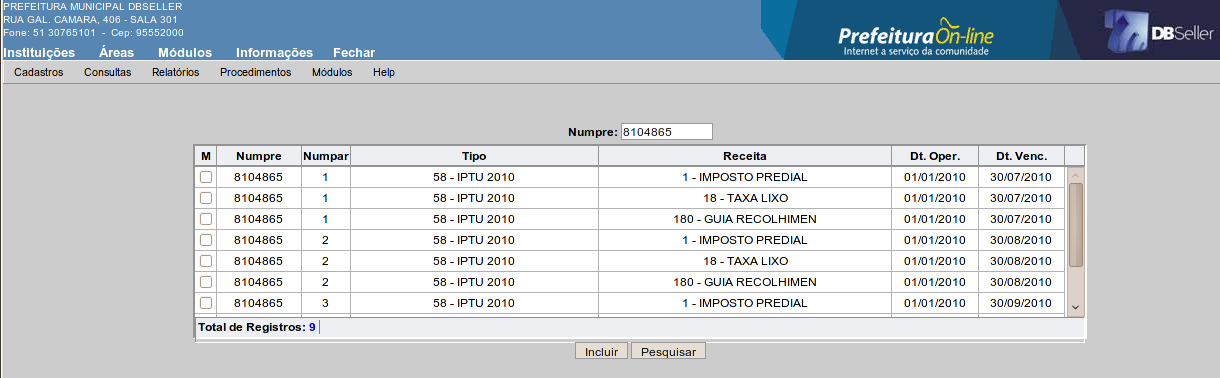 PREFEITURA MUNICIPAL DBSELLER
RUA GAL. CAMARA, 406 - SALA 301
Fone: 51 30765101 - Cep: 95552000
Instituições Áreas Módulos Informações Fechar
PrefeituraOn-line
Internet a serviço da comunidade
DBSeller
Cadastros Consultas Relatórios Procedimentos Módulos Help
Numpre: 8104865
M Numpre Numpar Tipo Receita Dt. Oper. Dt. Venc.
8104865 1 58 - IPTU 2010 1 - IMPOSTO PREDIAL 01/01/2010 30/07/2010
8104865 1 58 - IPTU 2010 18 - TAXA LIXO 01/01/2010 30/07/2010
8104865 1 58 - IPTU 2010 180 - GUIA RECOLHIMEN 01/01/2010 30/07/2010
8104865 2 58 - IPTU 2010 1 - IMPOSTO PREDIAL 01/01/2010 30/08/2010
8104865 2 58 - IPTU 2010 18 - TAXA LIXO 01/01/2010 30/08/2010
8104865 2 58 - IPTU 2010 180 - GUIA RECOLHIMEN 01/01/2010 30/08/2010
8104865 3 58 - IPTU 2010 1 - IMPOSTO PREDIAL 01/01/2010 30/09/2010
Total de Registros: 9
Incluir Pesquisar